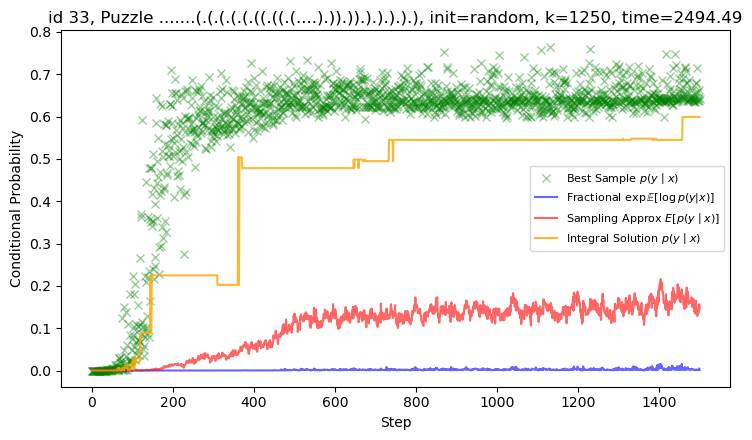 id 33, Puzzle .......(.(.(.(.(.((.((.(....).)).)).).).).).), init=random, k=1250, time=2494.49
0.8
0.7
0.6
0.5
0.4
0.3
0.2
0.1
0.0
Conditional Probability
Best Sample p(y | x)
Fractional exp𝔼[log p(y|x)]
Sampling Approx E[p(y | x)]
Integral Solution p(y | x)
0 200 400 600 800 1000 1200 1400
Step